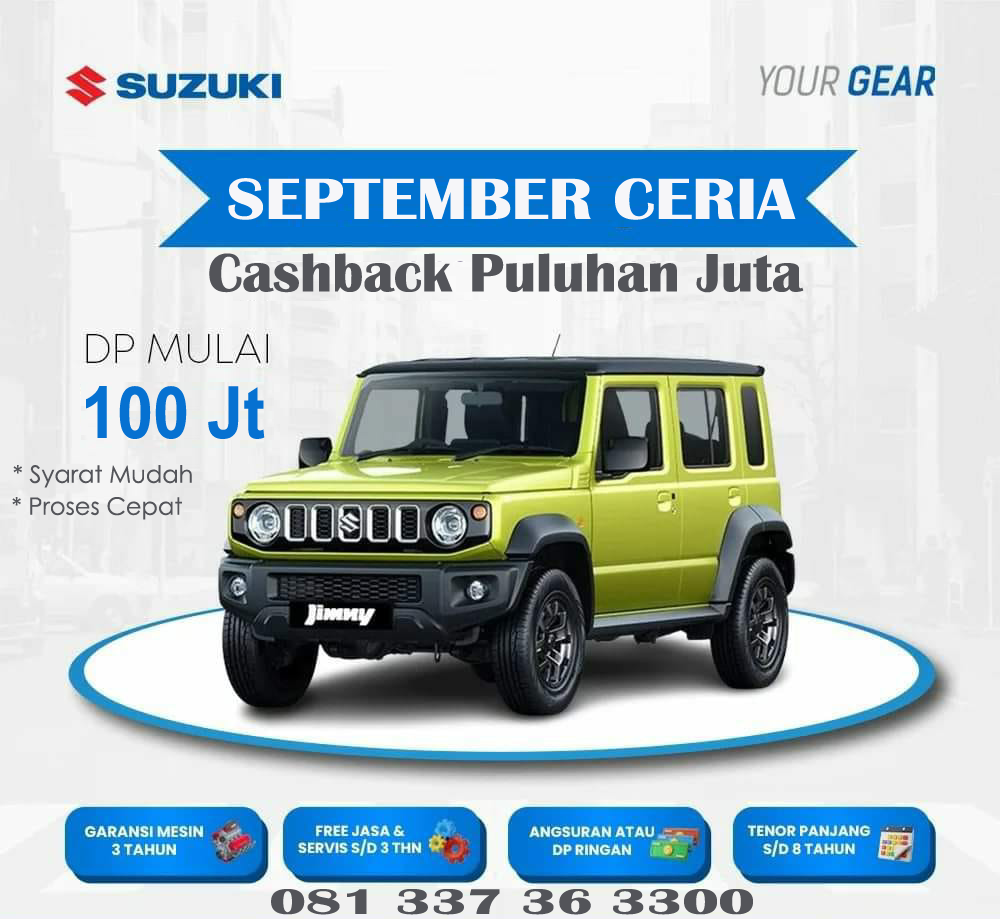 SUZUKI
YOUR GEAR
SEPTEMBER CERIA
Cashback Puluhan Juta
DP MULAI
100 Jt
* Syarat Mudah
* Proses Cepat
Jimny
GARANSI MESIN
3 TAHUN
FREE JASA &
SERVIS S/D 3 THN
ANGSURAN ATAU
DP RINGAN
TENOR PANJANG
S/D 8 TAHUN
081 337 36 3300